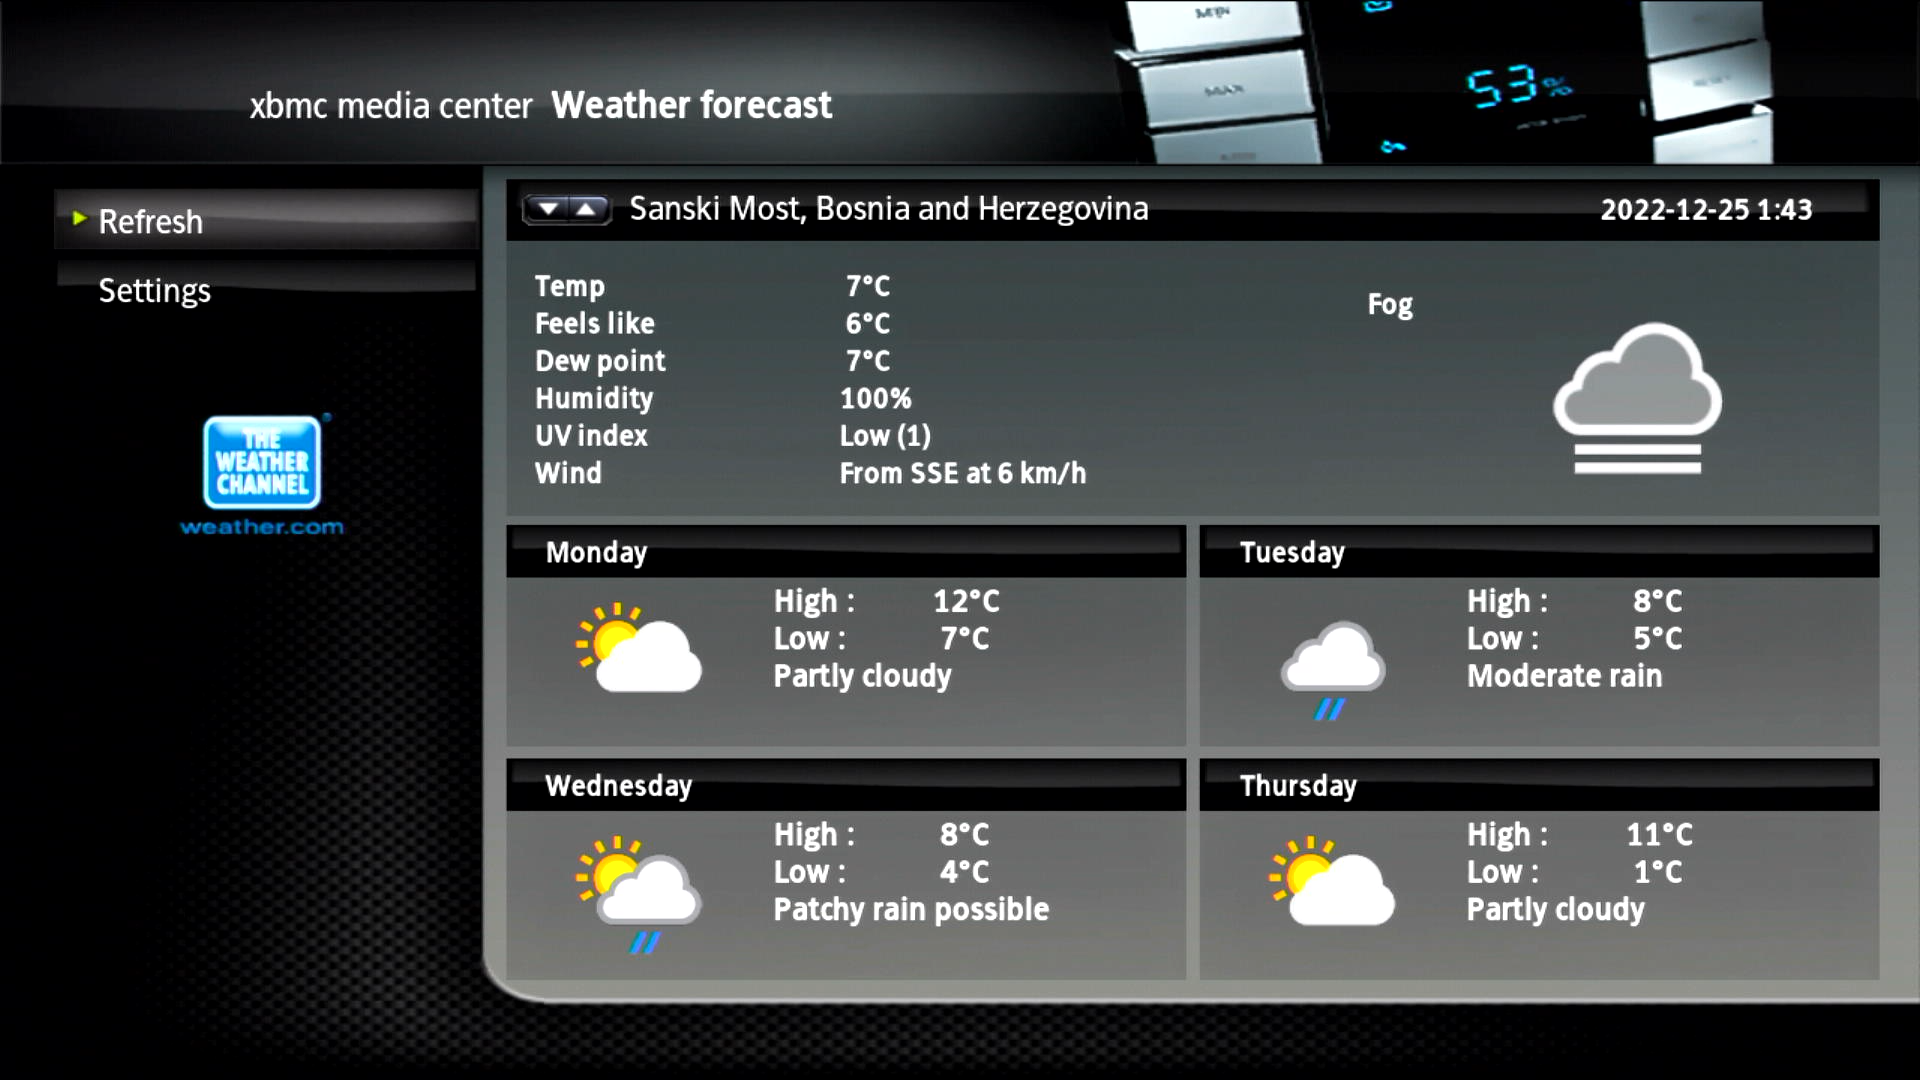 MIN
MAX
53%
xbmc media center Weather forecast
Refresh
Settings
THE
WEATHER
CHANNEL
weather.com
Sanski Most, Bosnia and Herzegovina 2022-12-25 1:43
Temp 7°C
Feels like 6°C
Dew point 7°C
Humidity 100%
UV index Low (1)
Wind From SSE at 6 km/h
Fog
Monday
High : 12°C
Low : 7°C
Partly cloudy
Tuesday
High : 8°C
Low : 5°C
Moderate rain
Wednesday
High : 8°C
Low : 4°C
Patchy rain possible
Thursday
High : 11°C
Low : 1°C
Partly cloudy